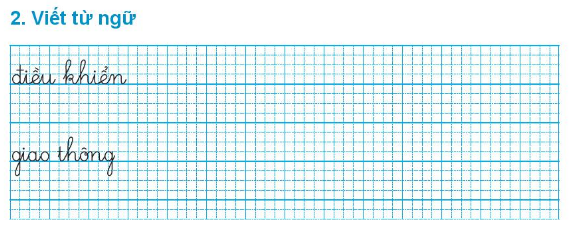 2. Viết từ ngữ
điều khiển
giao thông